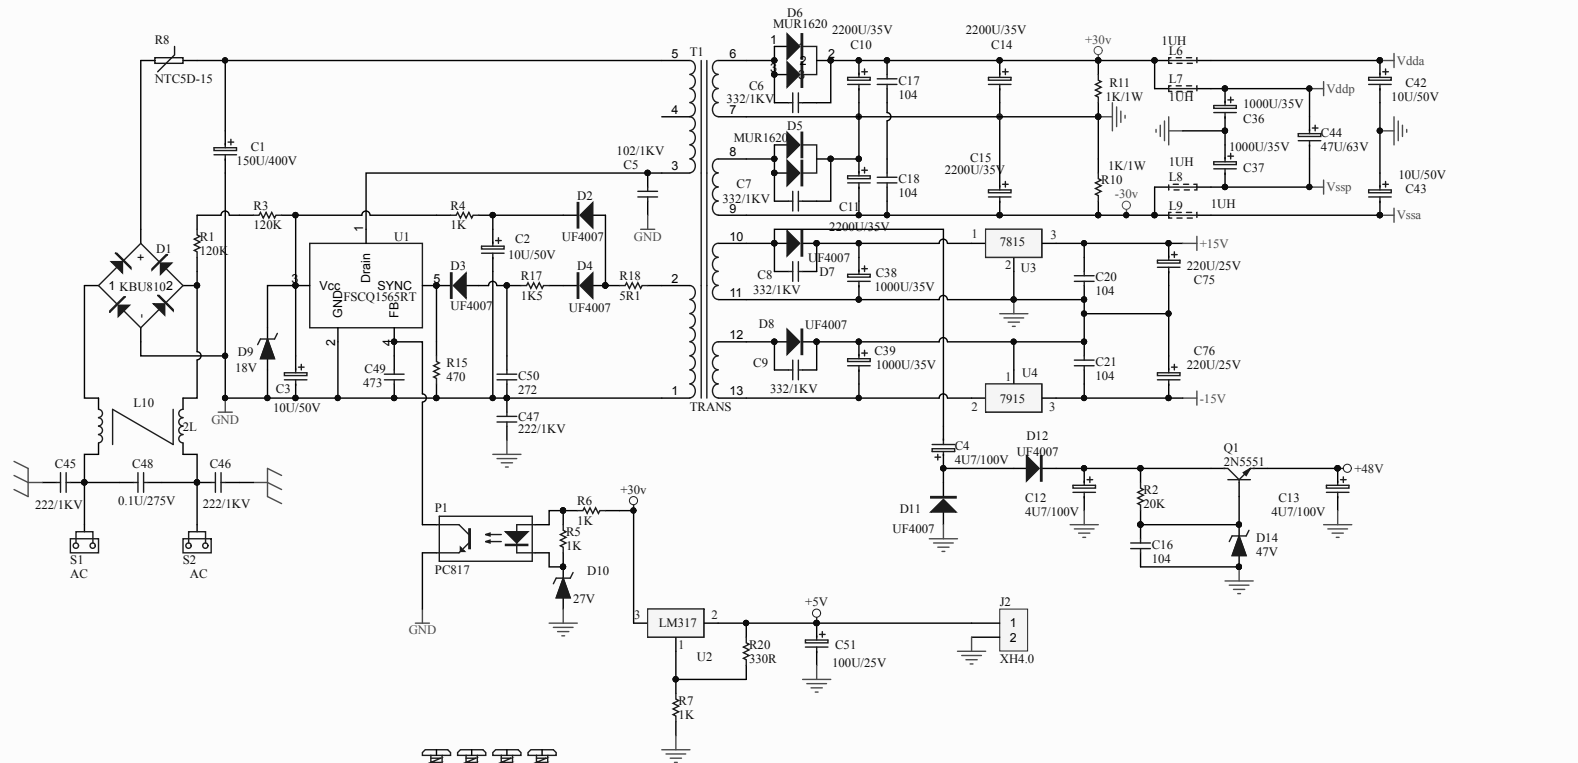 R8
NTC5D-15
C1
150U/400V
R3
120K
R1
120K
D1
+
1 KBU810 2
-
D9
18V
C3
10U/50V
GND
L10
2L
C45
222/1KV
C48
0.1U/275V
C46
222/1KV
S1
AC
S2
AC
R4
1K
C2
10U/50V
U1
1
Drain
3
Vcc
SYNC
5
FSCQ1565RT
GND
FB
2
4
C49
473
R15
470
D3
UF4007
R17
1K5
D2
UF4007
D4
UF4007
R18
5R1
C50
272
C47
222/1KV
102/1KV
C5
GND
T1
5
4
3
2
1
6
7
8
9
10
11
12
13
TRANS
D6
MUR1620
1
2
3
C6
332/1KV
D5
MUR1620
C7
332/1KV
2200U/35V
C10
C17
104
2200U/35V
C14
C18
104
C15
2200U/35V
C11
2200U/35V
+30v
R11
1K/1W
1K/1W
R10
-30v
1UH
L6
L7
1UH
1UH
L8
L9
1UH
1000U/35V
C36
1000U/35V
C37
C44
47U/63V
Vdda
Vddp
Vssp
Vssa
C42
10U/50V
10U/50V
C43
UF4007
D7
C8
332/1KV
C38
1000U/35V
1
7815
3
2
U3
C20
104
+15V
220U/25V
C75
D8
UF4007
C9
332/1KV
C39
1000U/35V
1
U4
2
7915
3
C21
104
C76
220U/25V
-15V
C4
4U7/100V
D12
UF4007
D11
UF4007
C12
4U7/100V
R2
20K
C16
104
Q1
2N5551
D14
47V
C13
4U7/100V
+48V
P1
PC817
GND
R6
1K
R5
1K
D10
27V
+30v
3
LM317
2
1
U2
R20
330R
R7
1K
+5V
C51
100U/25V
J2
1
2
XH4.0